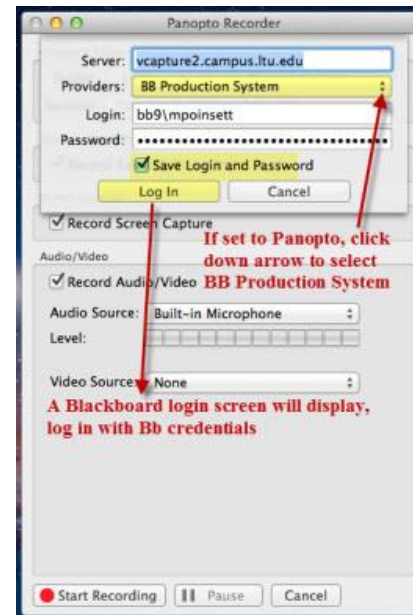 Panopto Recorder
Server: vcapture2.campus.ltu.edu
Providers: BB Production System
Login: bb9\mpoinsett
Password: ••••••••••••••••••••••••••••••••
Save Login and Password
Log In Cancel
Record Screen Capture
If set to Panopto, click
down arrow to select
BB Production System
Audio/Video
Record Audio/Video
Audio Source: Built-in Microphone
Level:
Video Source: None
A Blackboard login screen will display,
log in with Bb credentials
Start Recording Pause Cancel